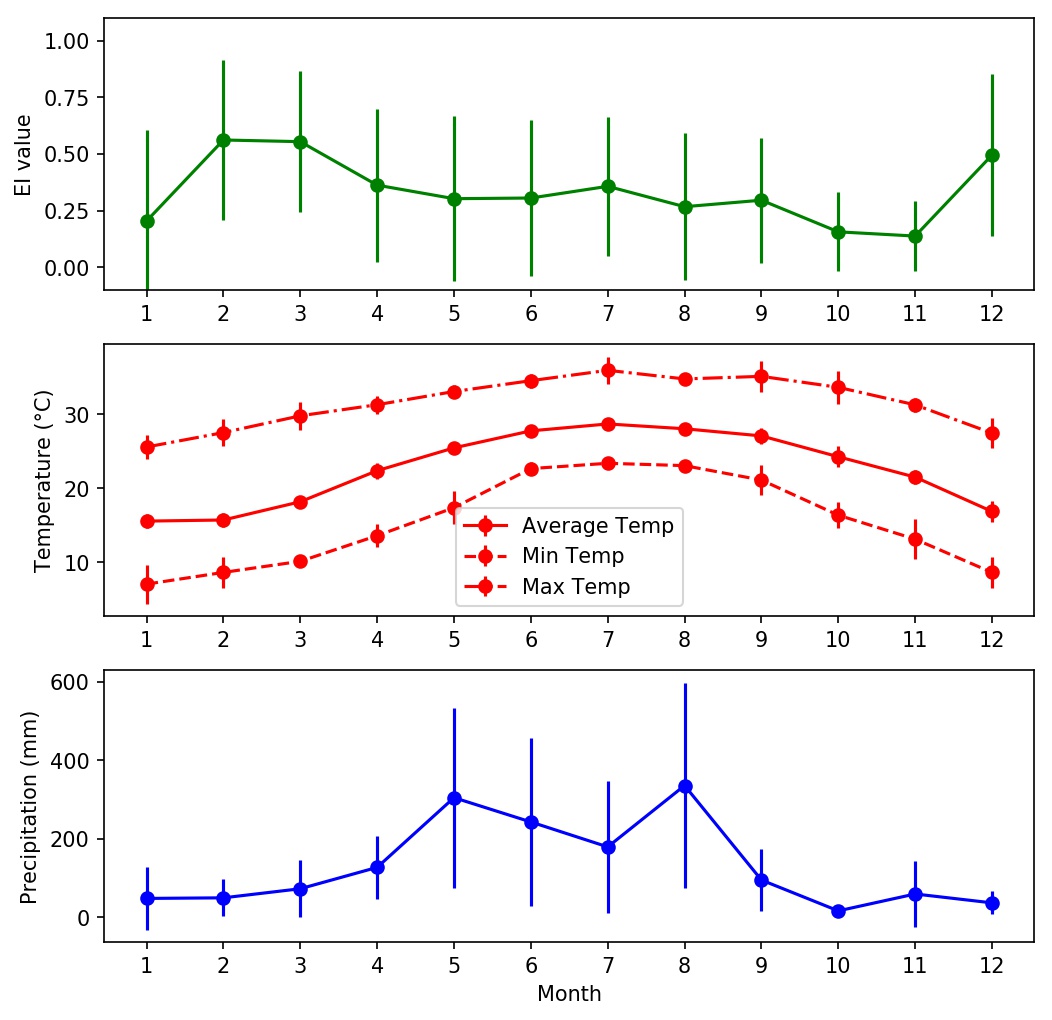 EI value
1.00
0.75
0.50
0.25
0.00
1 2 3 4 5 6 7 8 9 10 11 12
Temperature (°C)
30
20
10
Average Temp
Min Temp
Max Temp
1 2 3 4 5 6 7 8 9 10 11 12
Precipitation (mm)
600
400
200
0
1 2 3 4 5 6 7 8 9 10 11 12
Month